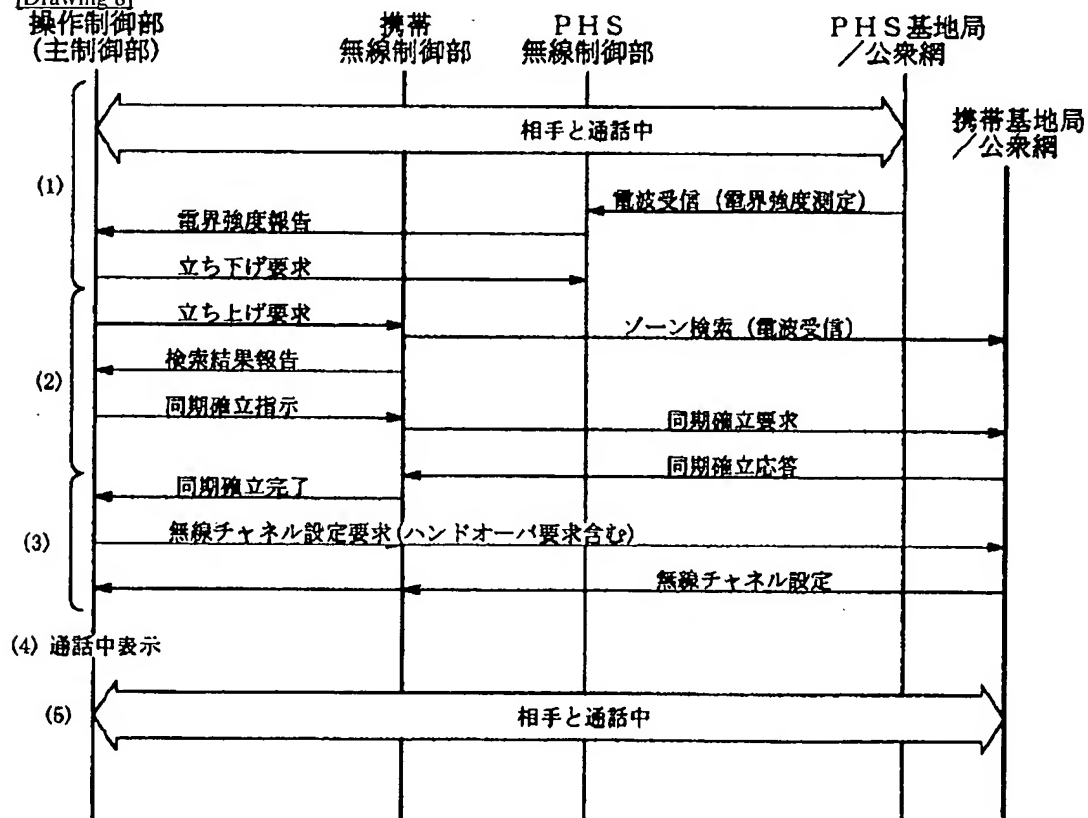 [Drawing 8]
操作制御部
(主制御部)
携帯
無線制御部
PHS
無線制御部
PHS基地局
/公衆網
携帯基地局
/公衆網
相手と通話中
(1)
電波受信 (電界強度測定)
電界強度報告
立ち下げ要求
立ち上げ要求
ゾーン検索 (電波受信)
検索結果報告
(2)
同期確立指示
同期確立要求
同期確立応答
同期確立完了
(3)
無線チャネル設定要求(ハンドオーバ要求含む)
無線チャネル設定
(4) 通話中表示
(5)
相手と通話中